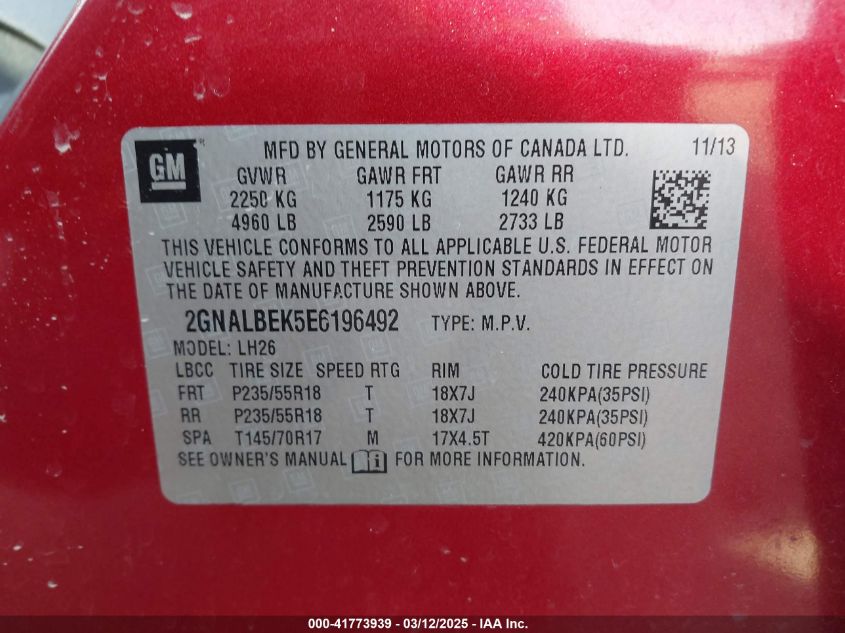 GM
MFD BY GENERAL MOTORS OF CANADA LTD. 11/13
GVWR GAWR FRT GAWR RR
2250 KG 1175 KG 1240 KG
4960 LB 2590 LB 2733 LB
THIS VEHICLE CONFORMS TO ALL APPLICABLE U.S. FEDERAL MOTOR
VEHICLE SAFETY AND THEFT PREVENTION STANDARDS IN EFFECT ON
THE DATE OF MANUFACTURE SHOWN ABOVE.
2GNALBEK5E6196492 TYPE: M.P.V.
MODEL: LH26
LBCC TIRE SIZE SPEED RTG RIM COLD TIRE PRESSURE
FRT P235/55R18 T 18X7J 240KPA(35PSI)
RR P235/55R18 T 18X7J 240KPA(35PSI)
SPA T145/70R17 M 17X4.5T 420KPA(60PSI)
SEE OWNER'S MANUAL FOR MORE INFORMATION.
000-41773939 - 03/12/2025 - IAA Inc.